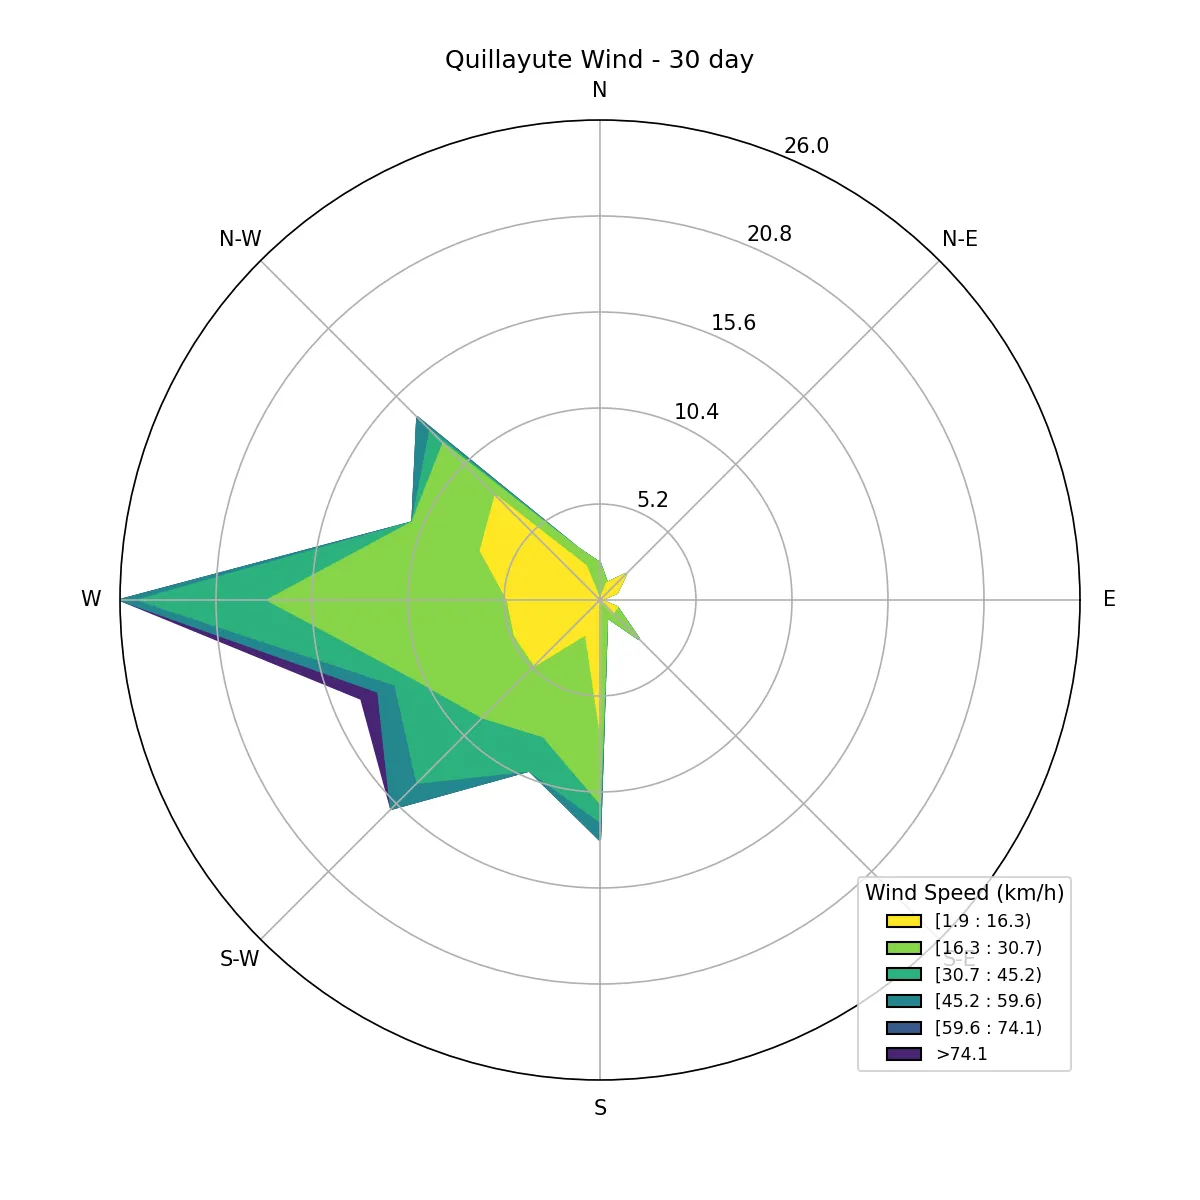 Quillayute Wind - 30 day
N
26.0
N-W
N-E
20.8
15.6
10.4
5.2
W
E
S-W
S-E
S
Wind Speed (km/h)
[1.9 : 16.3)
[16.3 : 30.7)
[30.7 : 45.2)
[45.2 : 59.6)
[59.6 : 74.1)
>74.1